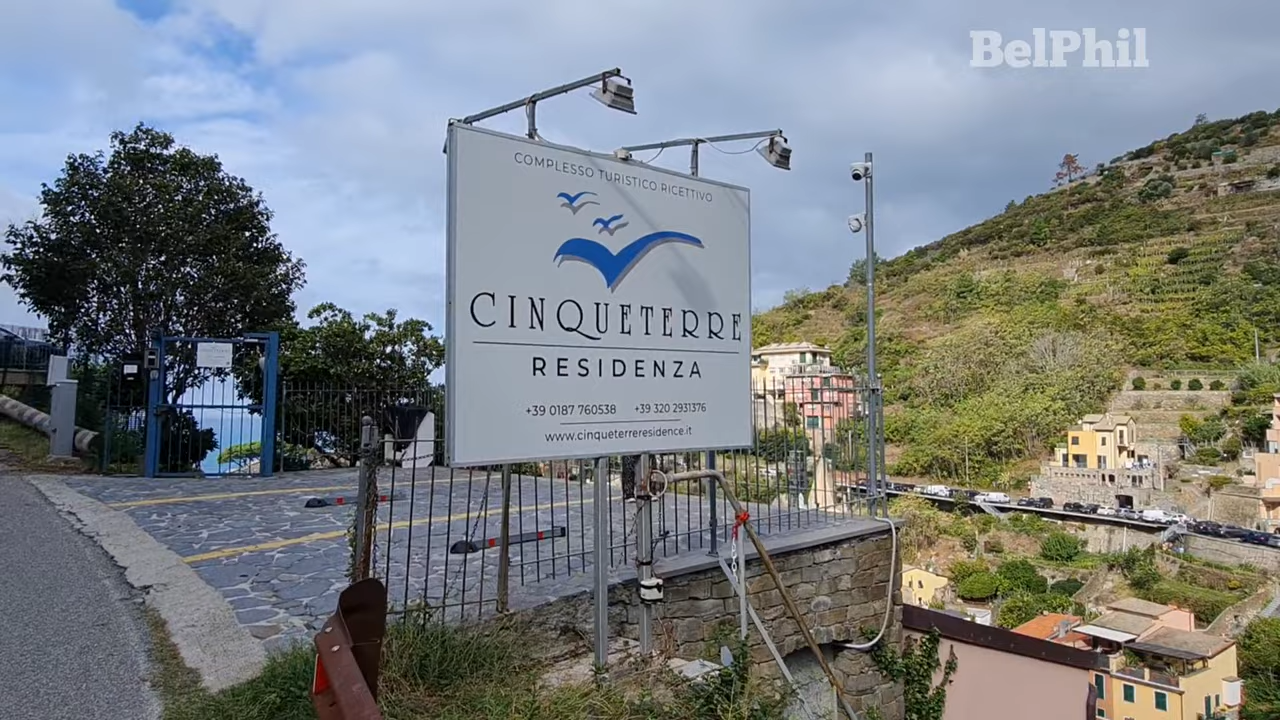 BelPhil
COMPLESSO TURISTICO RICETTIVO
CINQUETERRE
RESIDENZA
+39 0187 760538 +39 320 2931376
www.cinqueterreresidence.it